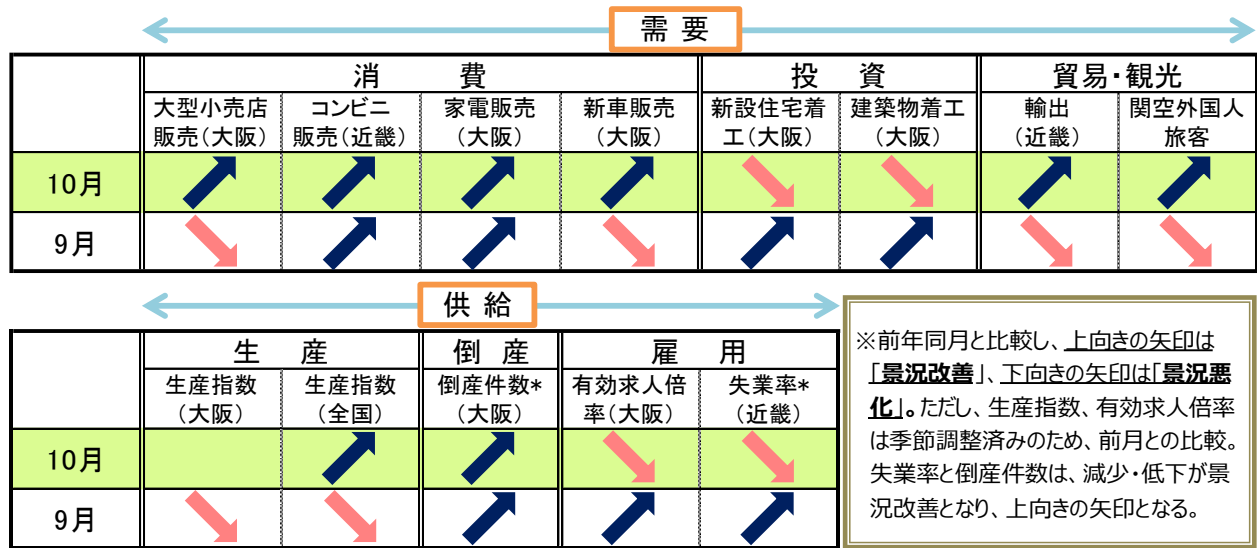 需 要
消 費
投 資
貿易・観光
大型小売店
販売(大阪)
コンビニ
販売(近畿)
家電販売
(大阪)
新車販売
(大阪)
新設住宅着
工(大阪)
建築物着工
(大阪)
輸出
(近畿)
関空外国人
旅客
10月
9月
供 給
生 産
倒 産
雇 用
生産指数
(大阪)
生産指数
(全国)
倒産件数*
(大阪)
有効求人倍
率(大阪)
失業率*
(近畿)
10月
9月
※前年同月と比較し、上向きの矢印は
「景況改善」、下向きの矢印は「景況悪
化」。ただし、生産指数、有効求人倍率
は季節調整済みのため、前月との比較。
失業率と倒産件数は、減少・低下が景
況改善となり、上向きの矢印となる。